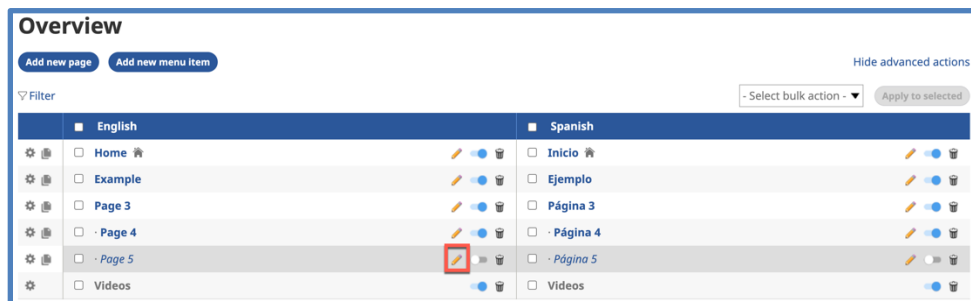 Overview
Add new page Add new menu item Hide advanced actions
Filter - Select bulk action - Apply to selected
English Spanish
Home Inicio
Example Ejemplo
Page 3 Página 3
· Page 4 · Página 4
· Page 5 · Página 5
Videos Videos